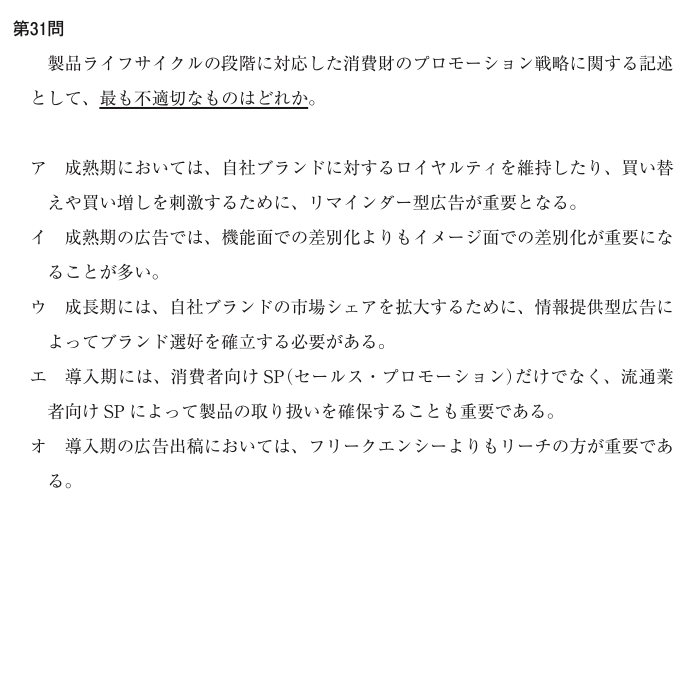 第31問
製品ライフサイクルの段階に対応した消費財のプロモーション戦略に関する記述
として、最も不適切なものはどれか。
ア 成熟期においては、自社ブランドに対するロイヤルティを維持したり、買い替
えや買い増しを刺激するために、リマインダー型広告が重要となる。
イ 成熟期の広告では、機能面での差別化よりもイメージ面での差別化が重要にな
ることが多い。
ウ 成長期には、自社ブランドの市場シェアを拡大するために、情報提供型広告に
よってブランド選好を確立する必要がある。
エ 導入期には、消費者向け SP(セールス・プロモーション)だけでなく、流通業
者向け SP によって製品の取り扱いを確保することも重要である。
オ 導入期の広告出稿においては、フリークエンシーよりもリーチの方が重要であ
る。